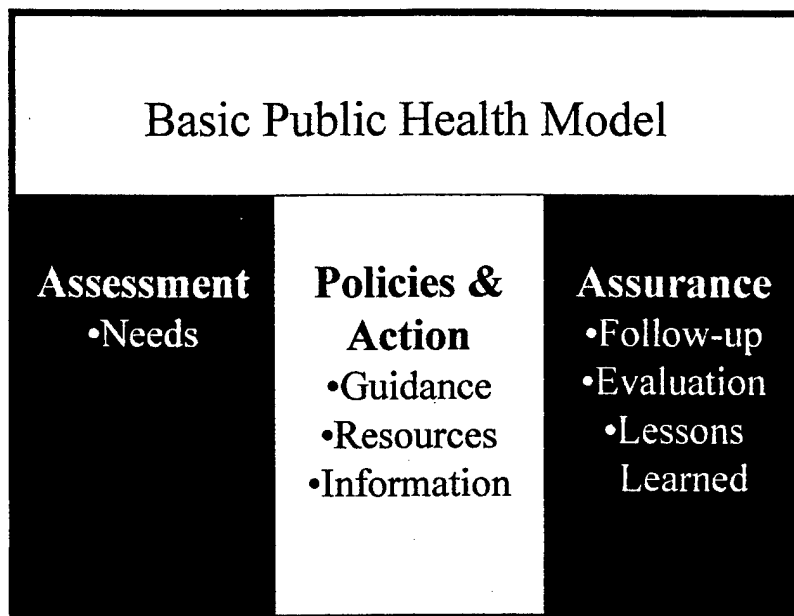 Basic Public Health Model
Assessment
•Needs
Policies &
Action
•Guidance
•Resources
•Information
Assurance
•Follow-up
•Evaluation
•Lessons
Learned